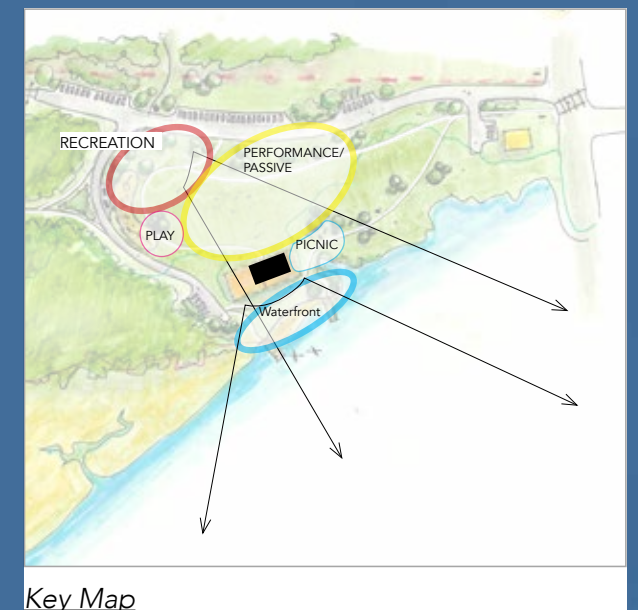 RECREATION
PERFORMANCE/
PASSIVE
PLAY
PICNIC
Waterfront
Key Map